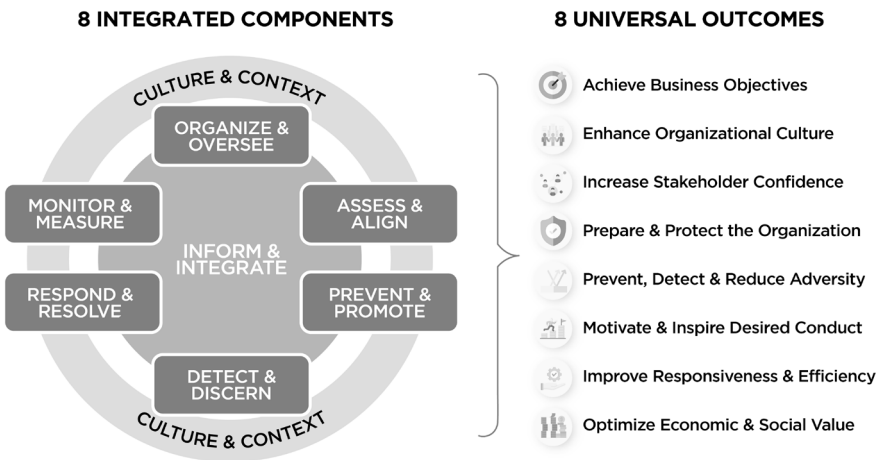 8 INTEGRATED COMPONENTS
CULTURE & CONTEXT
ORGANIZE &
OVERSEE
MONITOR &
MEASURE
ASSESS &
ALIGN
INFORM &
INTEGRATE
RESPOND &
RESOLVE
PREVENT &
PROMOTE
DETECT &
DISCERN
CULTURE & CONTEXT
8 UNIVERSAL OUTCOMES
Achieve Business Objectives
Enhance Organizational Culture
Increase Stakeholder Confidence
Prepare & Protect the Organization
Prevent, Detect & Reduce Adversity
Motivate & Inspire Desired Conduct
Improve Responsiveness & Efficiency
Optimize Economic & Social Value